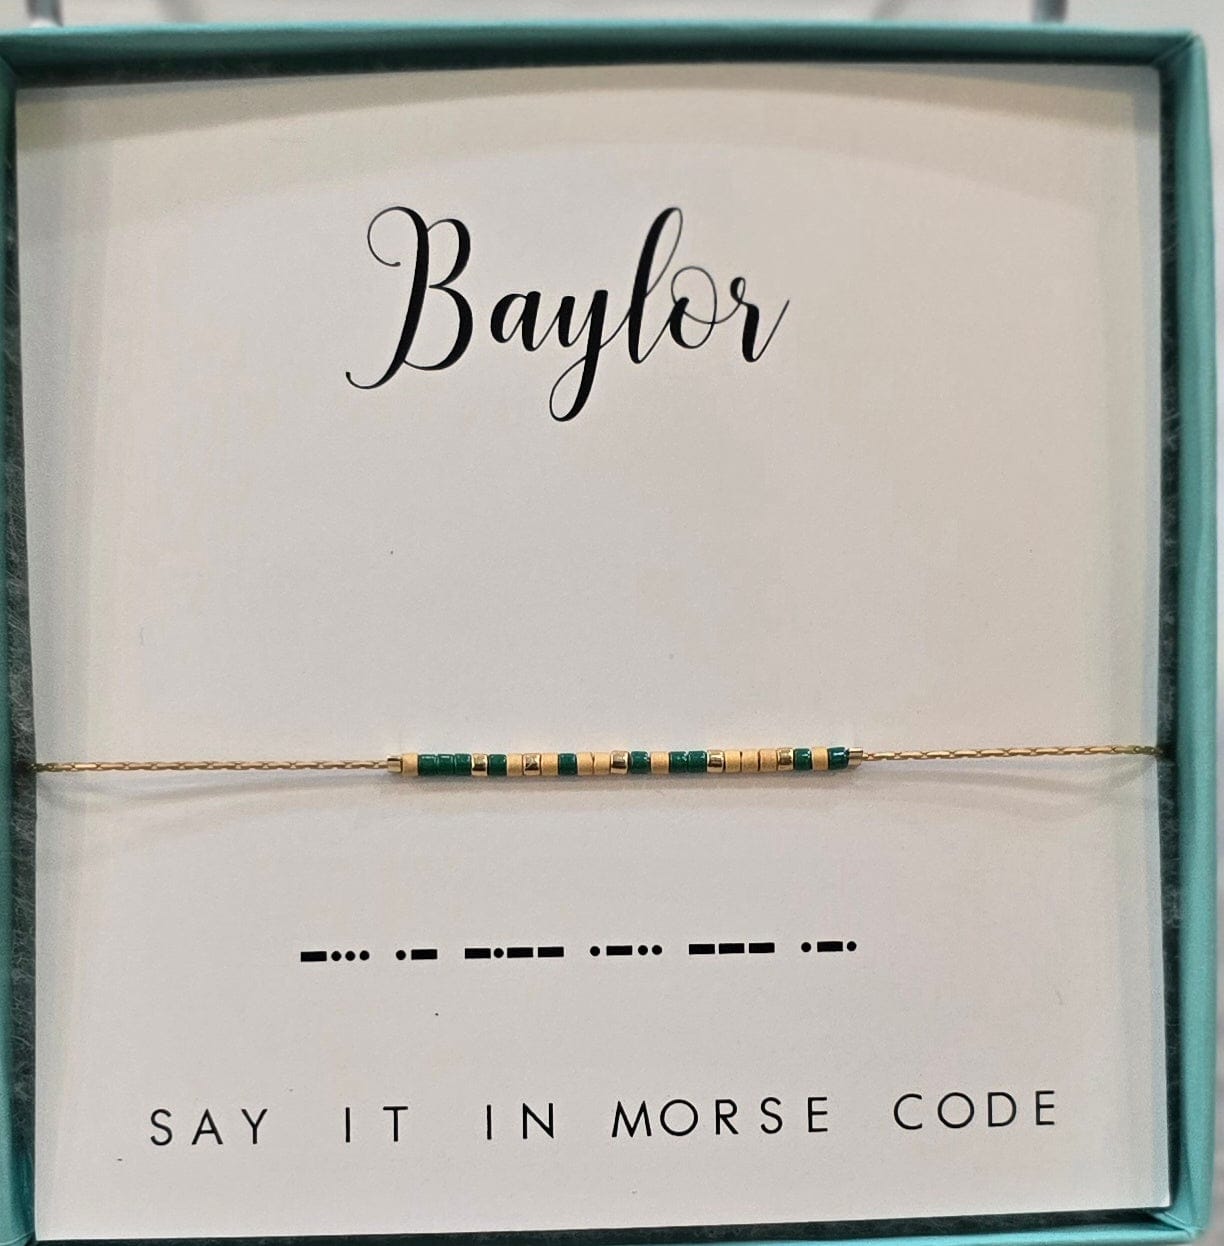 Baylor
–··· ·– –·–– ·–·· ––– ·–·
SAY IT IN MORSE CODE